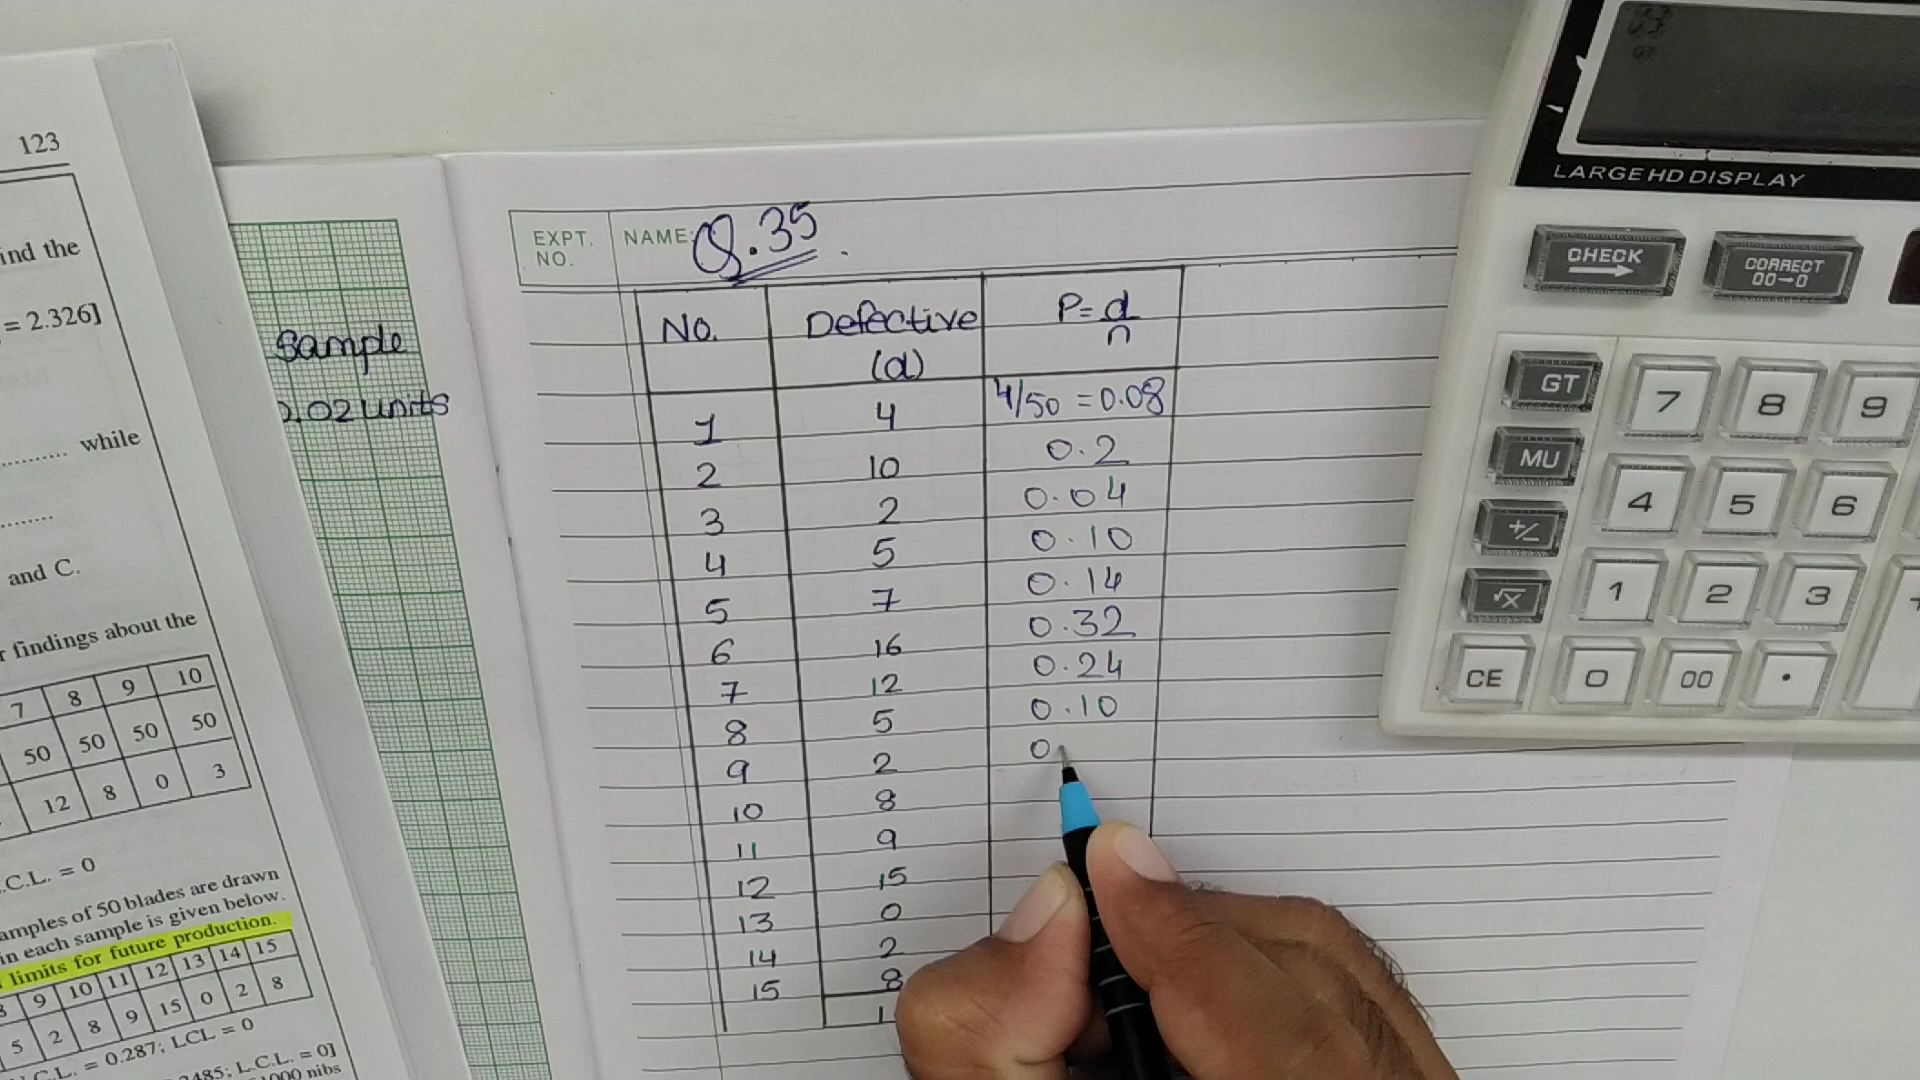 123
ind the
= 2.326]
while
and C.
findings about the
7 8 9 10
50 50 50 50
12 8 0 3
.C.L. = 0
amples of 50 blades are drawn
in each sample is given below.
limits for future production.
9 10 11 12 13 14 15
5 2 8 9 15 0 2 8
C.L. = 0.287; LCL = 0
L.C.L. = 0]
nibs
Sample
0.02 units
EXPT. NO.
NAME:
Q.35
No. Defective (d) P = d/n
1 4 4/50 = 0.08
2 10 0.2
3 2 0.04
4 5 0.10
5 7 0.14
6 16 0.32
7 12 0.24
8 5 0.10
9 2 0.
10 8
11 9
12 15
13 0
14 2
15 8
LARGE HD DISPLAY
CHECK
CORRECT 00→0
GT 7 8 9
MU 4 5 6
+/- 1 2 3
√x
CE 0 00 •